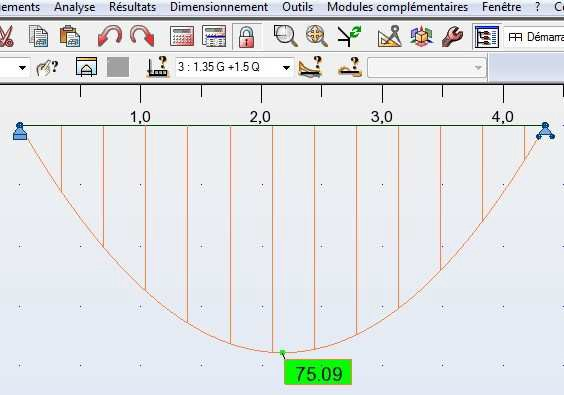 ements Analyse Résultats Dimensionnement Outils Modules complémentaires Fenêtre ? C
Démarra
3 : 1.35 G +1.5 Q
1,0 2,0 3,0 4,0
75.09